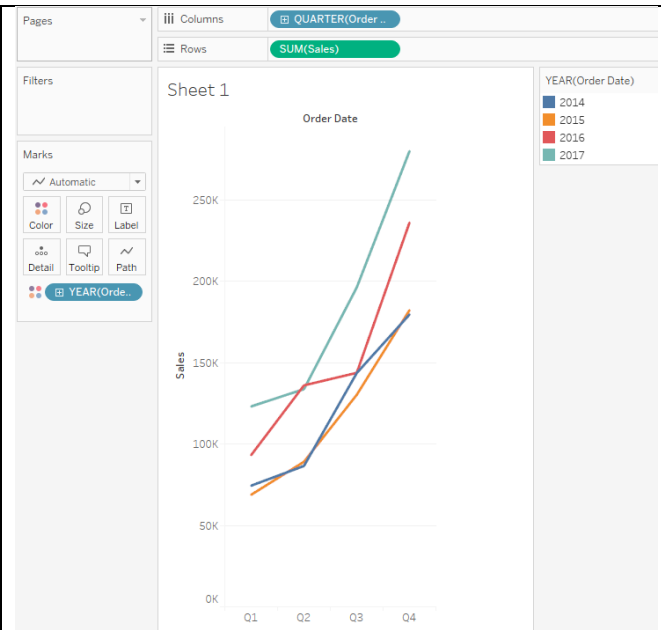 Pages
Columns
QUARTER(Order ..
Rows
SUM(Sales)
Filters
Marks
Automatic
Color
Size
Label
Detail
Tooltip
Path
YEAR(Orde..
Sheet 1
Order Date
Sales
250K
200K
150K
100K
50K
0K
Q1
Q2
Q3
Q4
YEAR(Order Date)
2014
2015
2016
2017